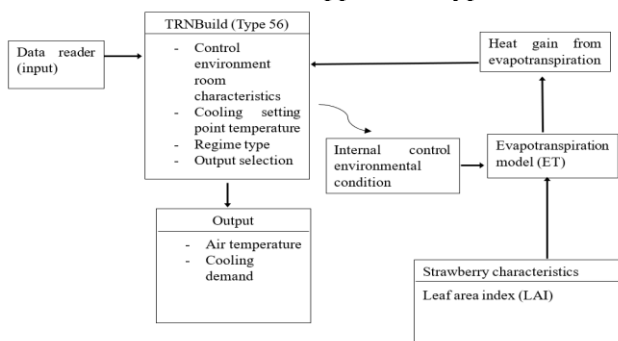 TRNBuild (Type 56)
Data reader
(input)
- Control
environment
room
characteristics
- Cooling setting
point temperature
- Regime type
- Output selection
Heat gain from
evapotranspiration
Internal control
environmental
condition
Evapotranspiration
model (ET)
Output
- Air temperature
- Cooling
demand
Strawberry characteristics
Leaf area index (LAI)